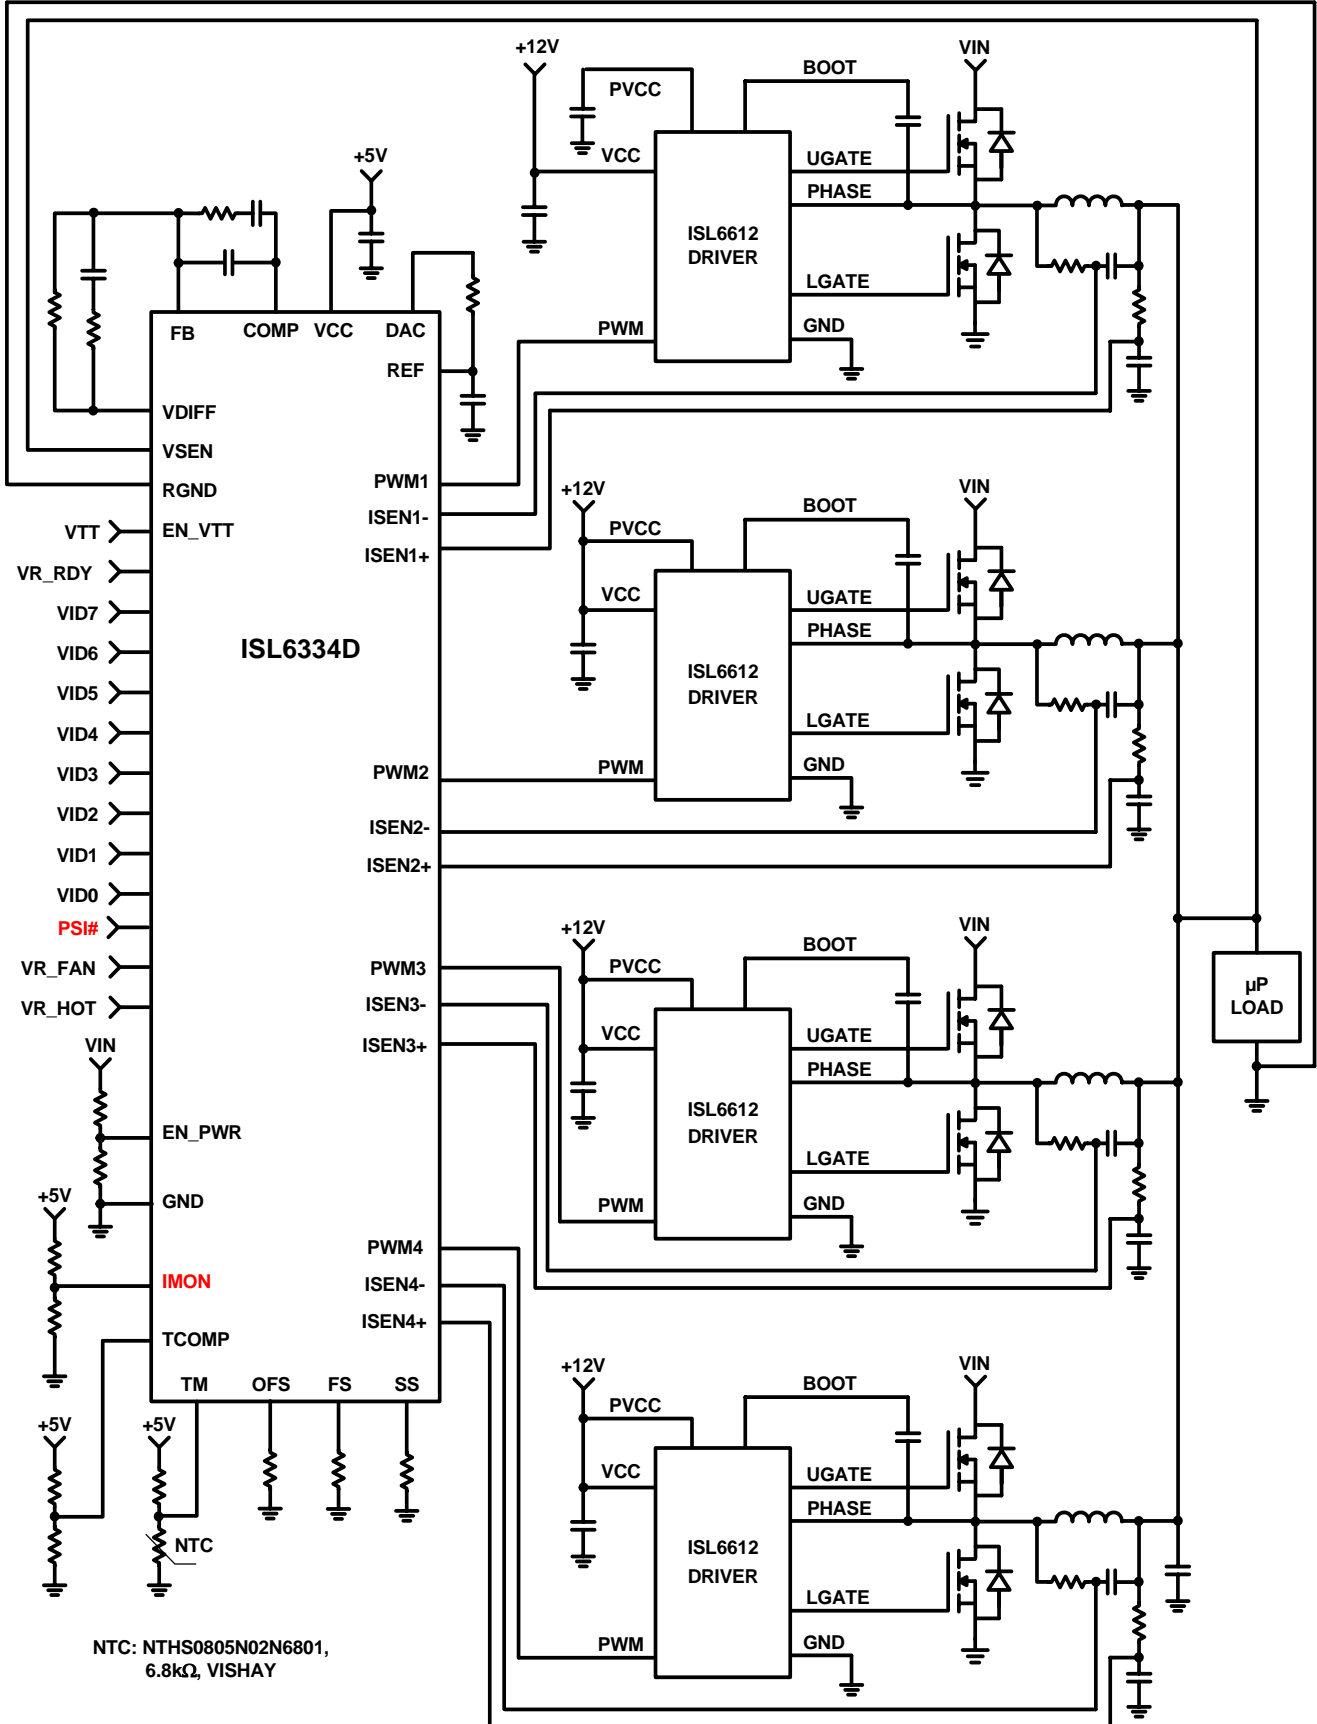 +12V
PVCC
BOOT
VIN
VCC
UGATE
PHASE
ISL6612
DRIVER
LGATE
GND
PWM
+5V
FB
COMP
VCC
DAC
REF
VDIFF
VSEN
RGND
VTT
EN_VTT
VR_RDY
VID7
VID6
VID5
VID4
VID3
VID2
VID1
VID0
PSI#
VR_FAN
VR_HOT
VIN
EN_PWR
GND
+5V
IMON
TCOMP
TM
OFS
FS
SS
+5V
+5V
NTC
ISL6334D
PWM1
ISEN1-
ISEN1+
PWM2
ISEN2-
ISEN2+
PWM3
ISEN3-
ISEN3+
PWM4
ISEN4-
ISEN4+
+12V
PVCC
BOOT
VIN
VCC
UGATE
PHASE
ISL6612
DRIVER
LGATE
GND
PWM
+12V
PVCC
BOOT
VIN
VCC
UGATE
PHASE
ISL6612
DRIVER
LGATE
GND
PWM
µP
LOAD
+12V
PVCC
BOOT
VIN
VCC
UGATE
PHASE
ISL6612
DRIVER
LGATE
GND
PWM
NTC: NTHS0805N02N6801,
6.8kΩ, VISHAY